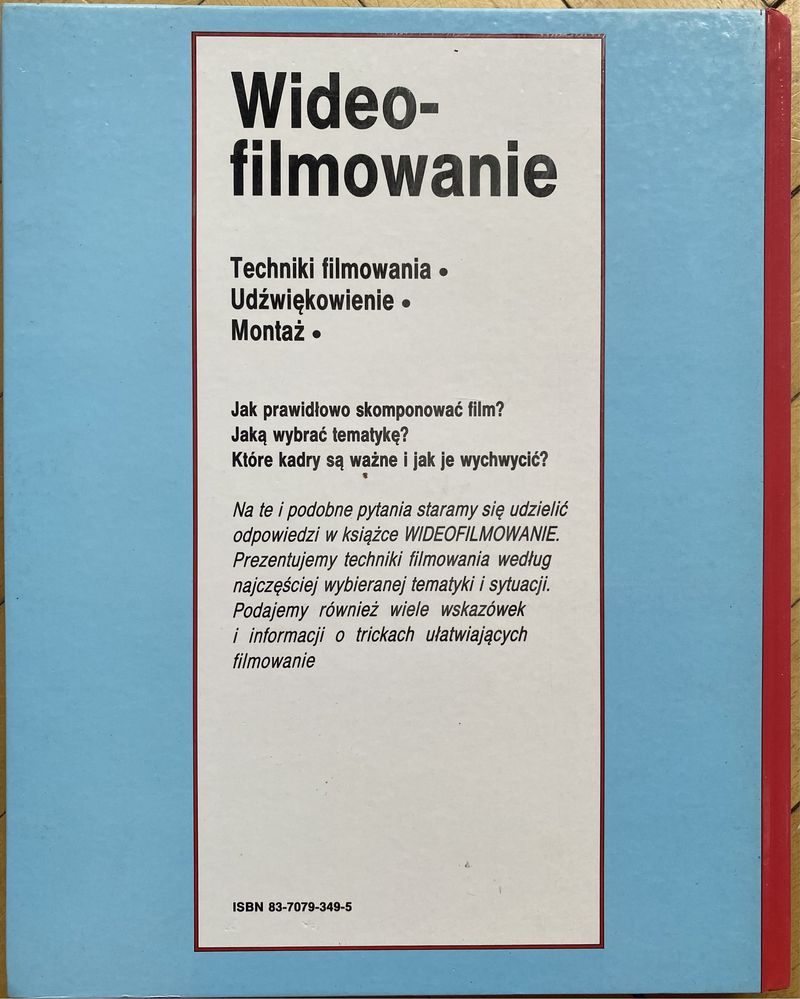 Wideo-
filmowanie
Techniki filmowania •
Udźwiękowienie •
Montaż •
Jak prawidłowo skomponować film?
Jaką wybrać tematykę?
Które kadry są ważne i jak je wychwycić?
Na te i podobne pytania staramy się udzielić
odpowiedzi w książce WIDEOFILMOWANIE.
Prezentujemy techniki filmowania według
najczęściej wybieranej tematyki i sytuacji.
Podajemy również wiele wskazówek
i informacji o trickach ułatwiających
filmowanie
ISBN 83-7079-349-5